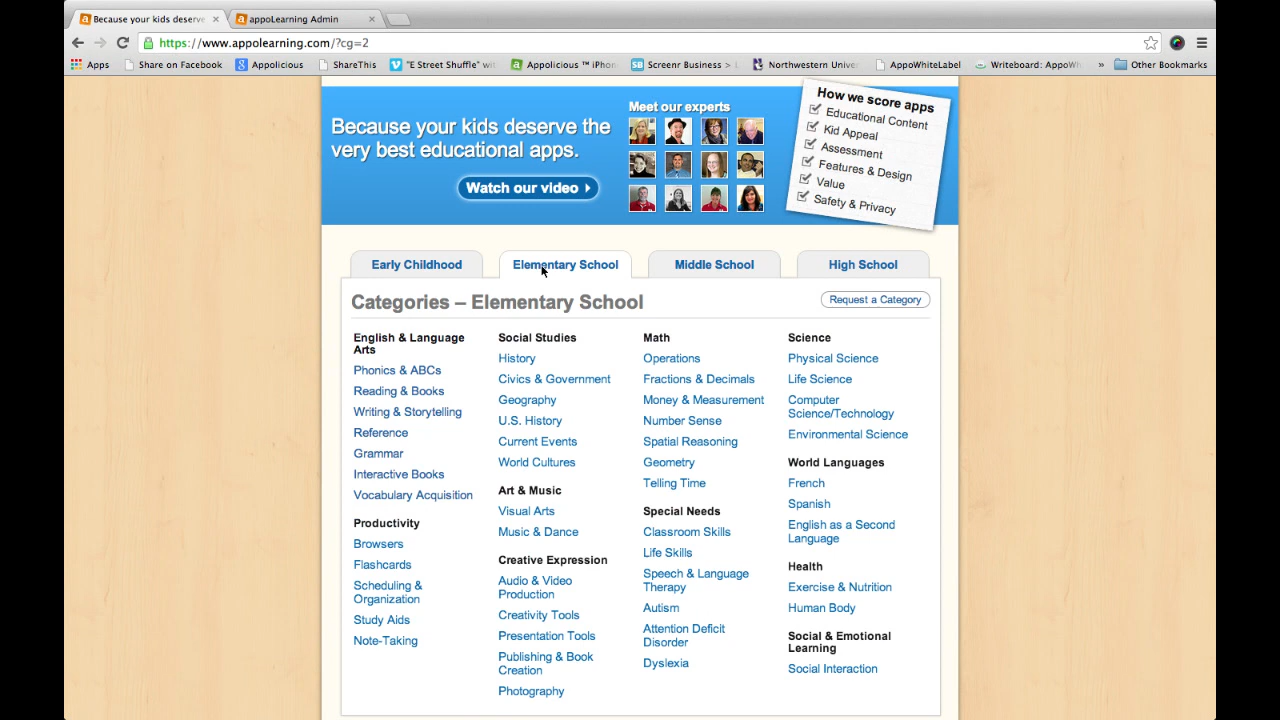 Because your kids deserve
appoLearning Admin
https://www.appolearning.com/?cg=2
Apps
Share on Facebook
Appolicious
ShareThis
"E Street Shuffle" wit
Appolicious ™ iPhon
Screenr Business > L
Northwestern Univer
AppoWhiteLabel
Writeboard: AppoWh
»
Other Bookmarks
Because your kids deserve the
very best educational apps.
Watch our video
Meet our experts
How we score apps
Educational Content
Kid Appeal
Assessment
Features & Design
Value
Safety & Privacy
Early Childhood
Elementary School
Middle School
High School
Categories – Elementary School
Request a Category
English & Language
Arts
Phonics & ABCs
Reading & Books
Writing & Storytelling
Reference
Grammar
Interactive Books
Vocabulary Acquisition
Productivity
Browsers
Flashcards
Scheduling &
Organization
Study Aids
Note-Taking
Social Studies
History
Civics & Government
Geography
U.S. History
Current Events
World Cultures
Art & Music
Visual Arts
Music & Dance
Creative Expression
Audio & Video
Production
Creativity Tools
Presentation Tools
Publishing & Book
Creation
Photography
Math
Operations
Fractions & Decimals
Money & Measurement
Number Sense
Spatial Reasoning
Geometry
Telling Time
Special Needs
Classroom Skills
Life Skills
Speech & Language
Therapy
Autism
Attention Deficit
Disorder
Dyslexia
Science
Physical Science
Life Science
Computer
Science/Technology
Environmental Science
World Languages
French
Spanish
English as a Second
Language
Health
Exercise & Nutrition
Human Body
Social & Emotional
Learning
Social Interaction